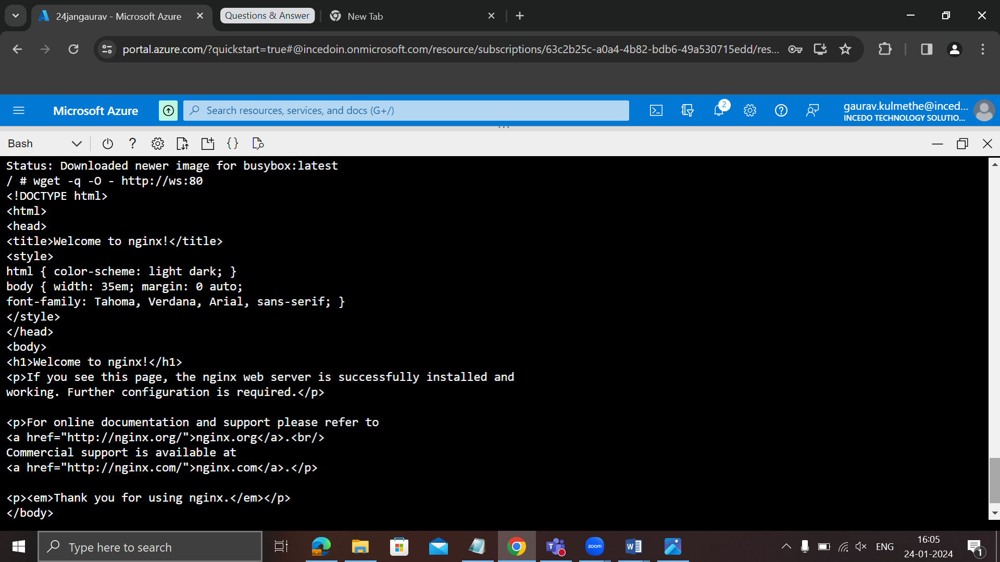 24jangaurav - Microsoft Azure
Questions & Answer
New Tab
portal.azure.com/?quickstart=true#@incedoin.onmicrosoft.com/resource/subscriptions/63c2b25c-a0a4-4b82-bdb6-49a530715edd/res...
Microsoft Azure
Search resources, services, and docs (G+/)
2
gaurav.kulmethe@inced...
INCEDO TECHNOLOGY SOLUTIO...
Bash
Status: Downloaded newer image for busybox:latest
/ # wget -q -O - http://ws:80
<!DOCTYPE html>
<html>
<head>
<title>Welcome to nginx!</title>
<style>
html { color-scheme: light dark; }
body { width: 35em; margin: 0 auto;
font-family: Tahoma, Verdana, Arial, sans-serif; }
</style>
</head>
<body>
<h1>Welcome to nginx!</h1>
<p>If you see this page, the nginx web server is successfully installed and
working. Further configuration is required.</p>
<p>For online documentation and support please refer to
<a href="http://nginx.org/">nginx.org</a>.<br/>
Commercial support is available at
<a href="http://nginx.com/">nginx.com</a>.</p>
<p><em>Thank you for using nginx.</em></p>
</body>
Type here to search
zoom
ENG
16:05
24-01-2024
1